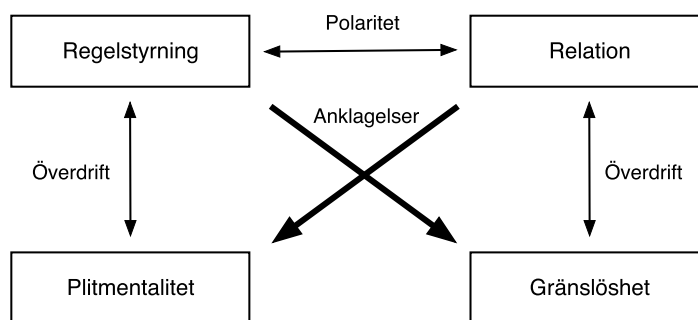 Polaritet
Regelstyrning
Relation
Anklagelser
Överdrift
Överdrift
Plitmentalitet
Gränslöshet